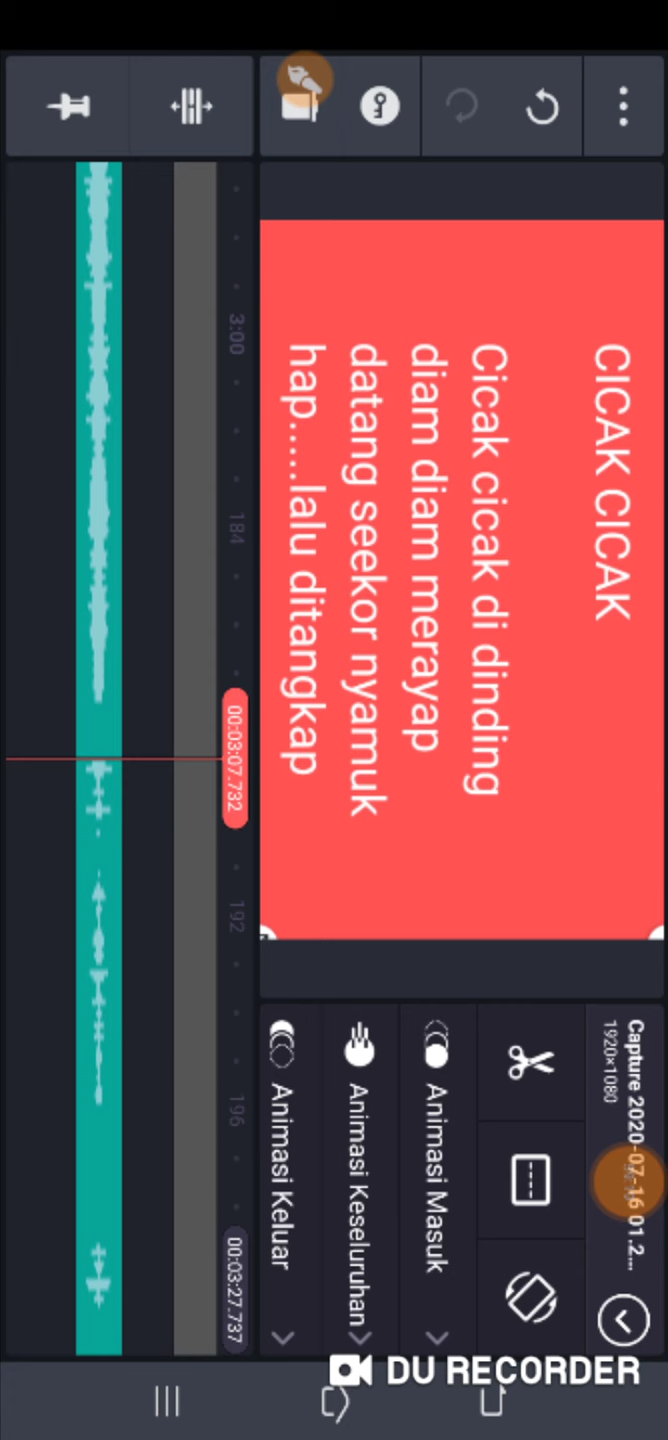 CICAK CICAK
Cicak cicak di dinding
diam diam merayap
datang seekor nyamuk
hap.....lalu ditangkap
Capture 2020-07-16 01.2...
1920×1080
Animasi Masuk
Animasi Keseluruhan
Animasi Keluar
3:00
184
00:03:07.732
192
196
00:03:27.737
DU RECORDER